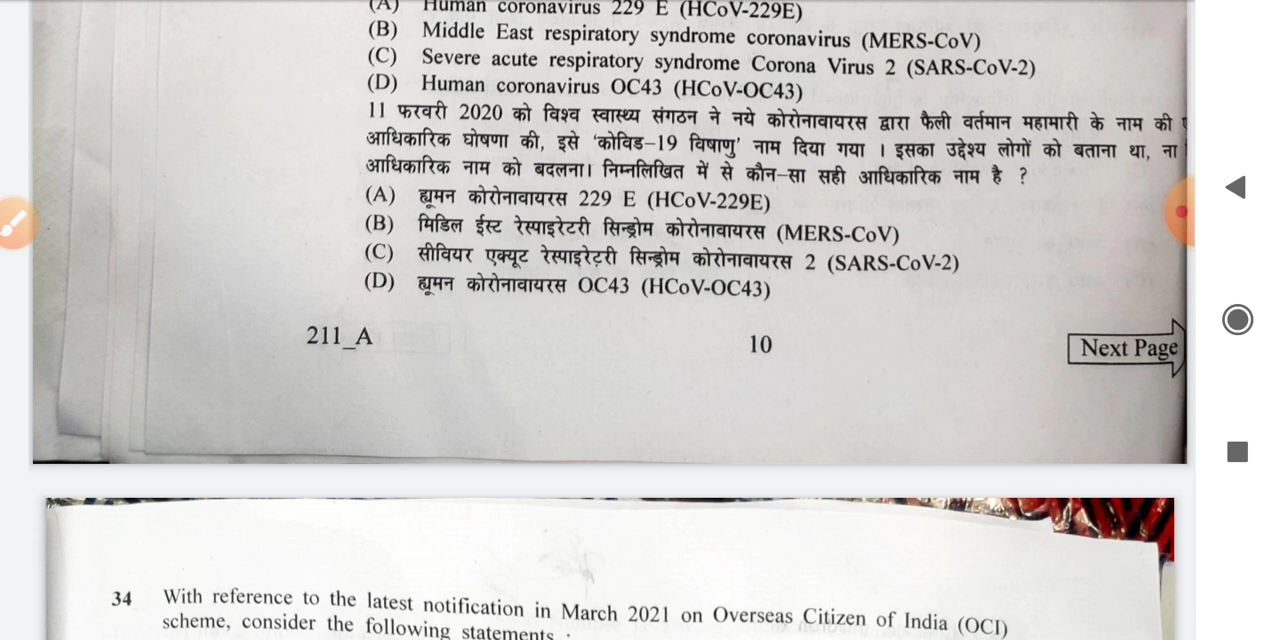 (A) Human coronavirus 229 E (HCoV-229E)
(B) Middle East respiratory syndrome coronavirus (MERS-CoV)
(C) Severe acute respiratory syndrome Corona Virus 2 (SARS-CoV-2)
(D) Human coronavirus OC43 (HCoV-OC43)
11 फरवरी 2020 को विश्व स्वास्थ्य संगठन ने नये कोरोनावायरस द्वारा फैली वर्तमान महामारी के नाम की
आधिकारिक घोषणा की, इसे ‘कोविड-19 विषाणु’ नाम दिया गया । इसका उद्देश्य लोगों को बताना था, ना
आधिकारिक नाम को बदलना। निम्नलिखित में से कौन-सा सही आधिकारिक नाम है ?
(A) ह्यूमन कोरोनावायरस 229 E (HCoV-229E)
(B) मिडिल ईस्ट रेस्पाइरेटरी सिन्ड्रोम कोरोनावायरस (MERS-CoV)
(C) सीवियर एक्यूट रेस्पाइरेट्री सिन्ड्रोम कोरोनावायरस 2 (SARS-CoV-2)
(D) ह्यूमन कोरोनावायरस OC43 (HCoV-OC43)
211_A 10 Next Page
34 With reference to the latest notification in March 2021 on Overseas Citizen of India (OCI)
scheme, consider the following statements :